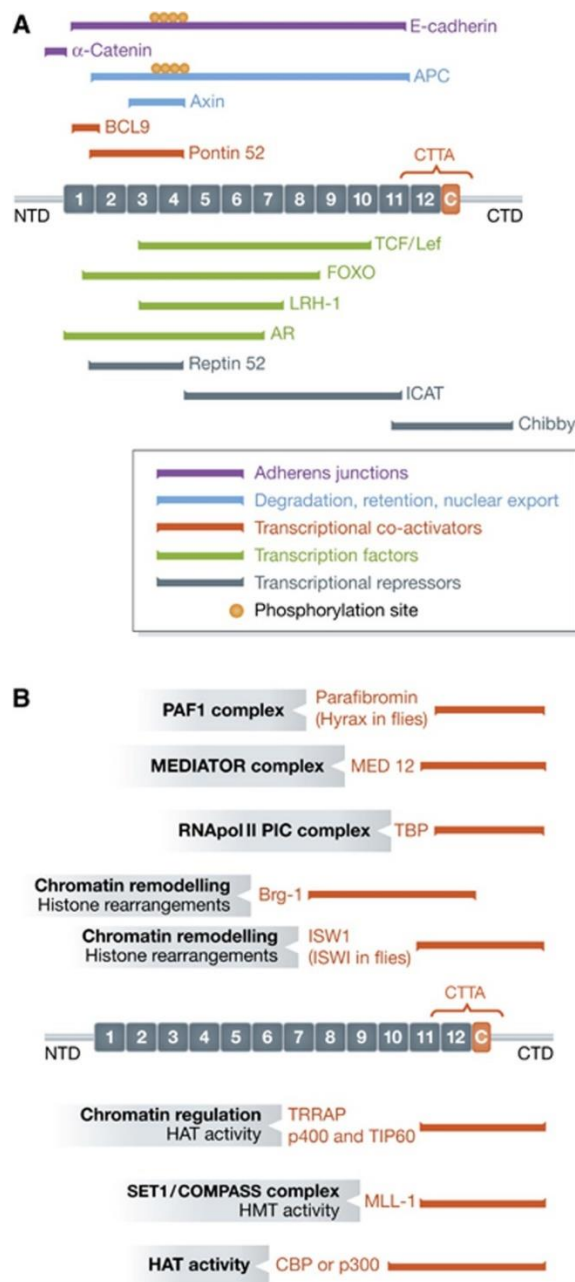 A
E-cadherin
α-Catenin
APC
Axin
BCL9
Pontin 52
CTTA
1 2 3 4 5 6 7 8 9 10 11 12 C
NTD
CTD
TCF/Lef
FOXO
LRH-1
AR
Reptin 52
ICAT
Chibby
Adherens junctions
Degradation, retention, nuclear export
Transcriptional co-activators
Transcription factors
Transcriptional repressors
Phosphorylation site
B
PAF1 complex
Parafibromin
(Hyrax in flies)
MEDIATOR complex
MED 12
RNApol II PIC complex
TBP
Chromatin remodelling
Histone rearrangements
Brg-1
Chromatin remodelling
Histone rearrangements
ISW1
(ISWI in flies)
CTTA
1 2 3 4 5 6 7 8 9 10 11 12 C
NTD
CTD
Chromatin regulation
HAT activity
TRRAP
p400 and TIP60
SET1/COMPASS complex
HMT activity
MLL-1
HAT activity
CBP or p300